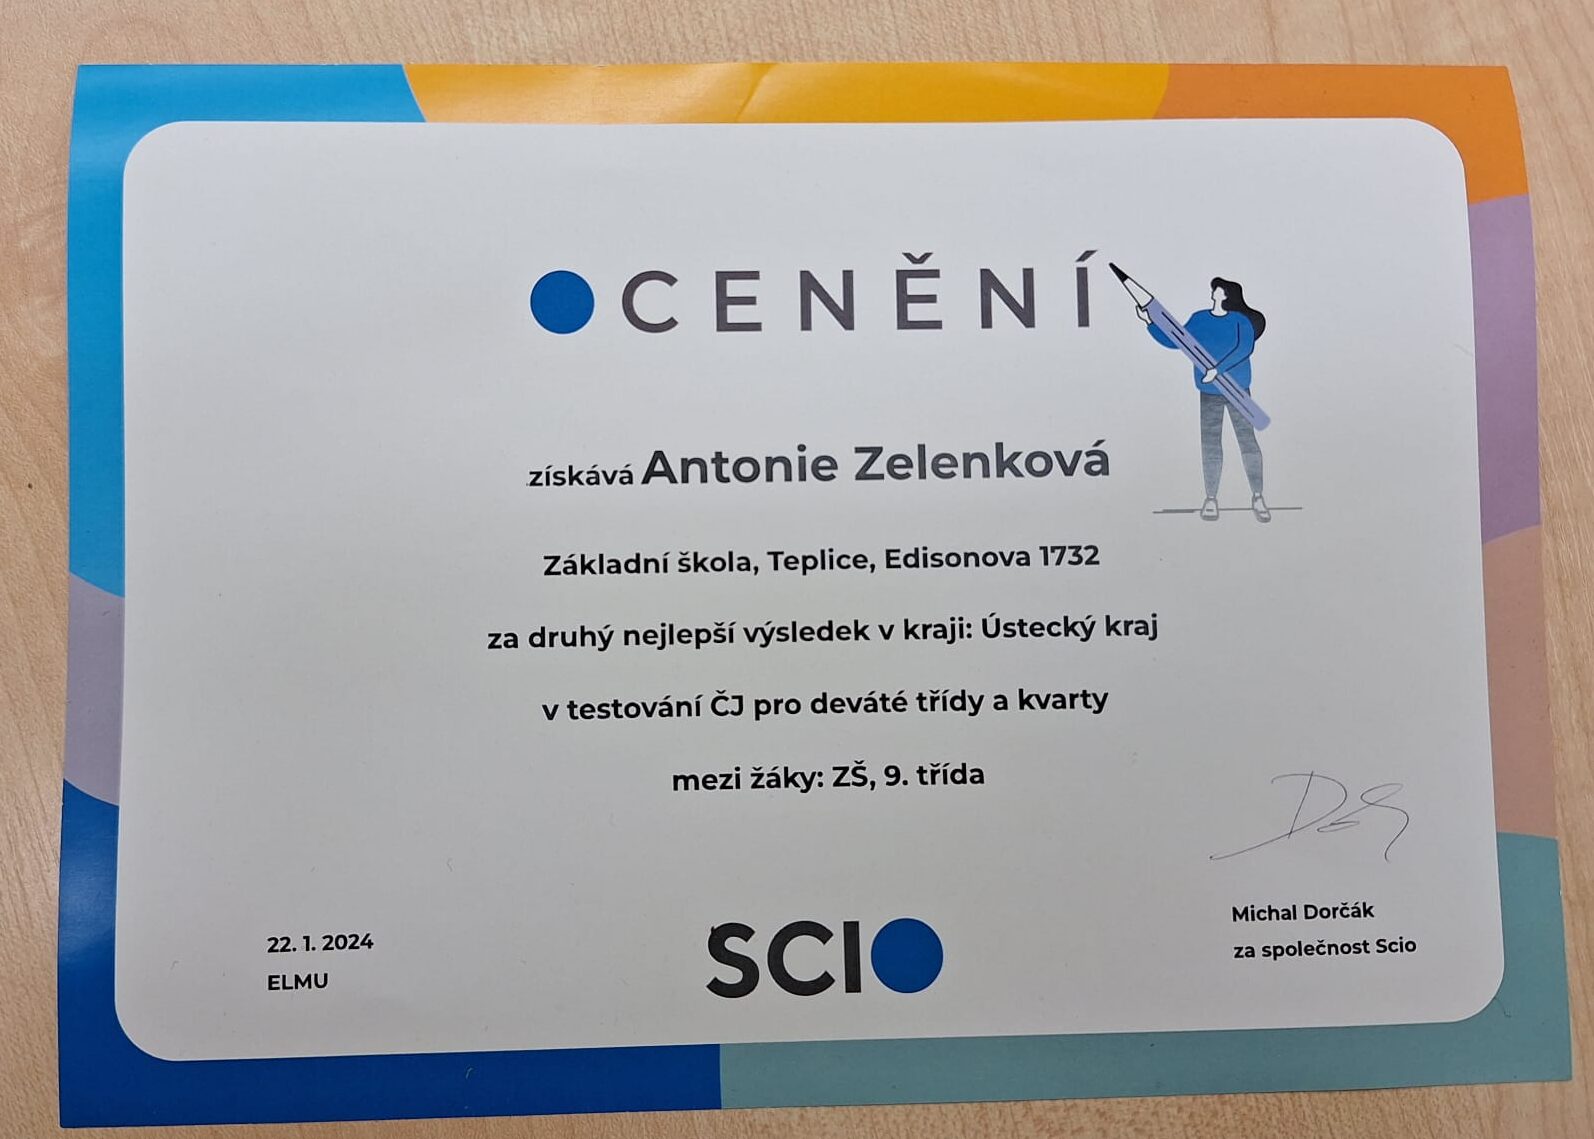 OCENĚNÍ
získává Antonie Zelenková
Základní škola, Teplice, Edisonova 1732
za druhý nejlepší výsledek v kraji: Ústecký kraj
v testování ČJ pro deváté třídy a kvarty
mezi žáky: ZŠ, 9. třída
22. 1. 2024
ELMU
SCIO
Michal Dorčák
za společnost Scio